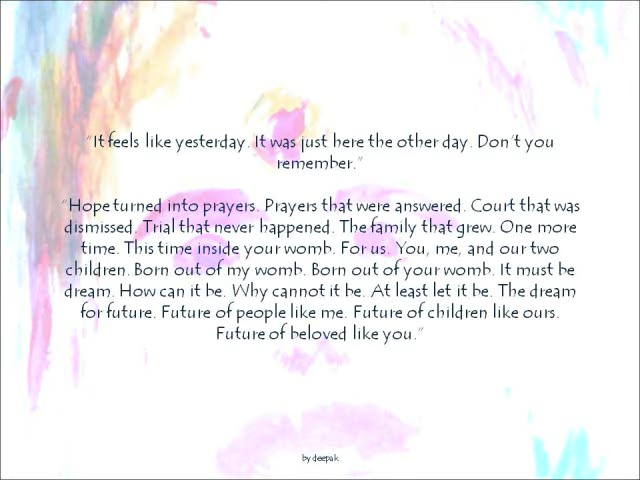 "It feels like yesterday. It was just here the other day. Don't you
remember."
"Hope turned into prayers. Prayers that were answered. Court that was
dismissed. Trial that never happened. The family that grew. One more
time. This time inside your womb. For us. You, me, and our two
children. Born out of my womb. Born out of your womb. It must be
dream. How can it be. Why cannot it be. At least let it be. The dream
for future. Future of people like me. Future of children like ours.
Future of beloved like you."
by deepak